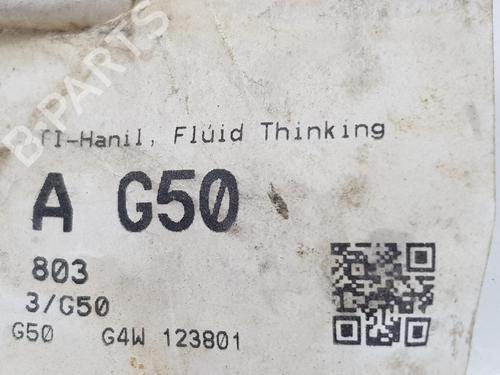 B-PARTS
TI-Hanil, Fluid Thinking
A G50
803
3/G50
G50 G4W 123801